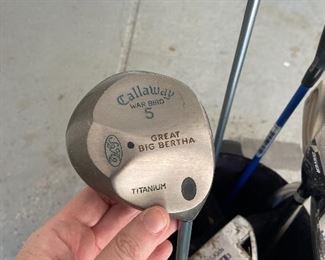 Callaway
WAR BIRD
5
GREAT
BIG BERTHA
TITANIUM